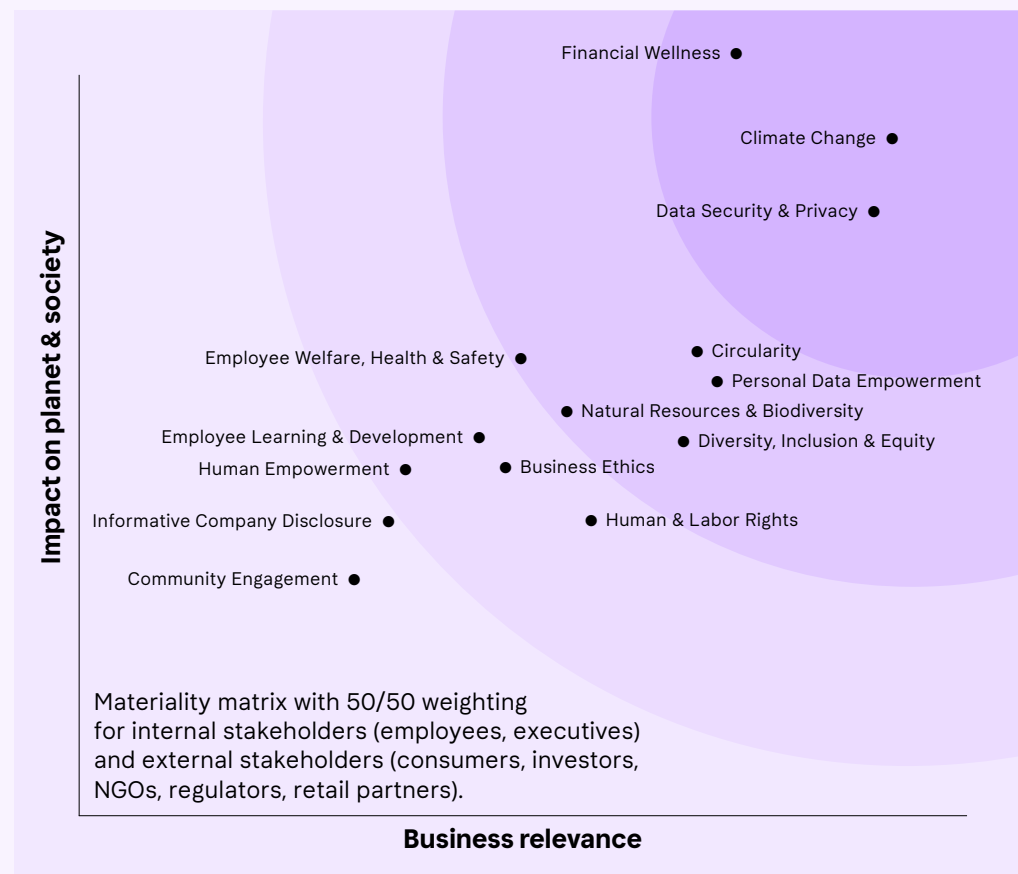 Financial Wellness
Climate Change
Data Security & Privacy
Impact on planet & society
Circularity
Employee Welfare, Health & Safety
Personal Data Empowerment
Natural Resources & Biodiversity
Employee Learning & Development
Diversity, Inclusion & Equity
Human Empowerment
Business Ethics
Informative Company Disclosure
Human & Labor Rights
Community Engagement
Materiality matrix with 50/50 weighting
for internal stakeholders (employees, executives)
and external stakeholders (consumers, investors,
NGOs, regulators, retail partners).
Business relevance